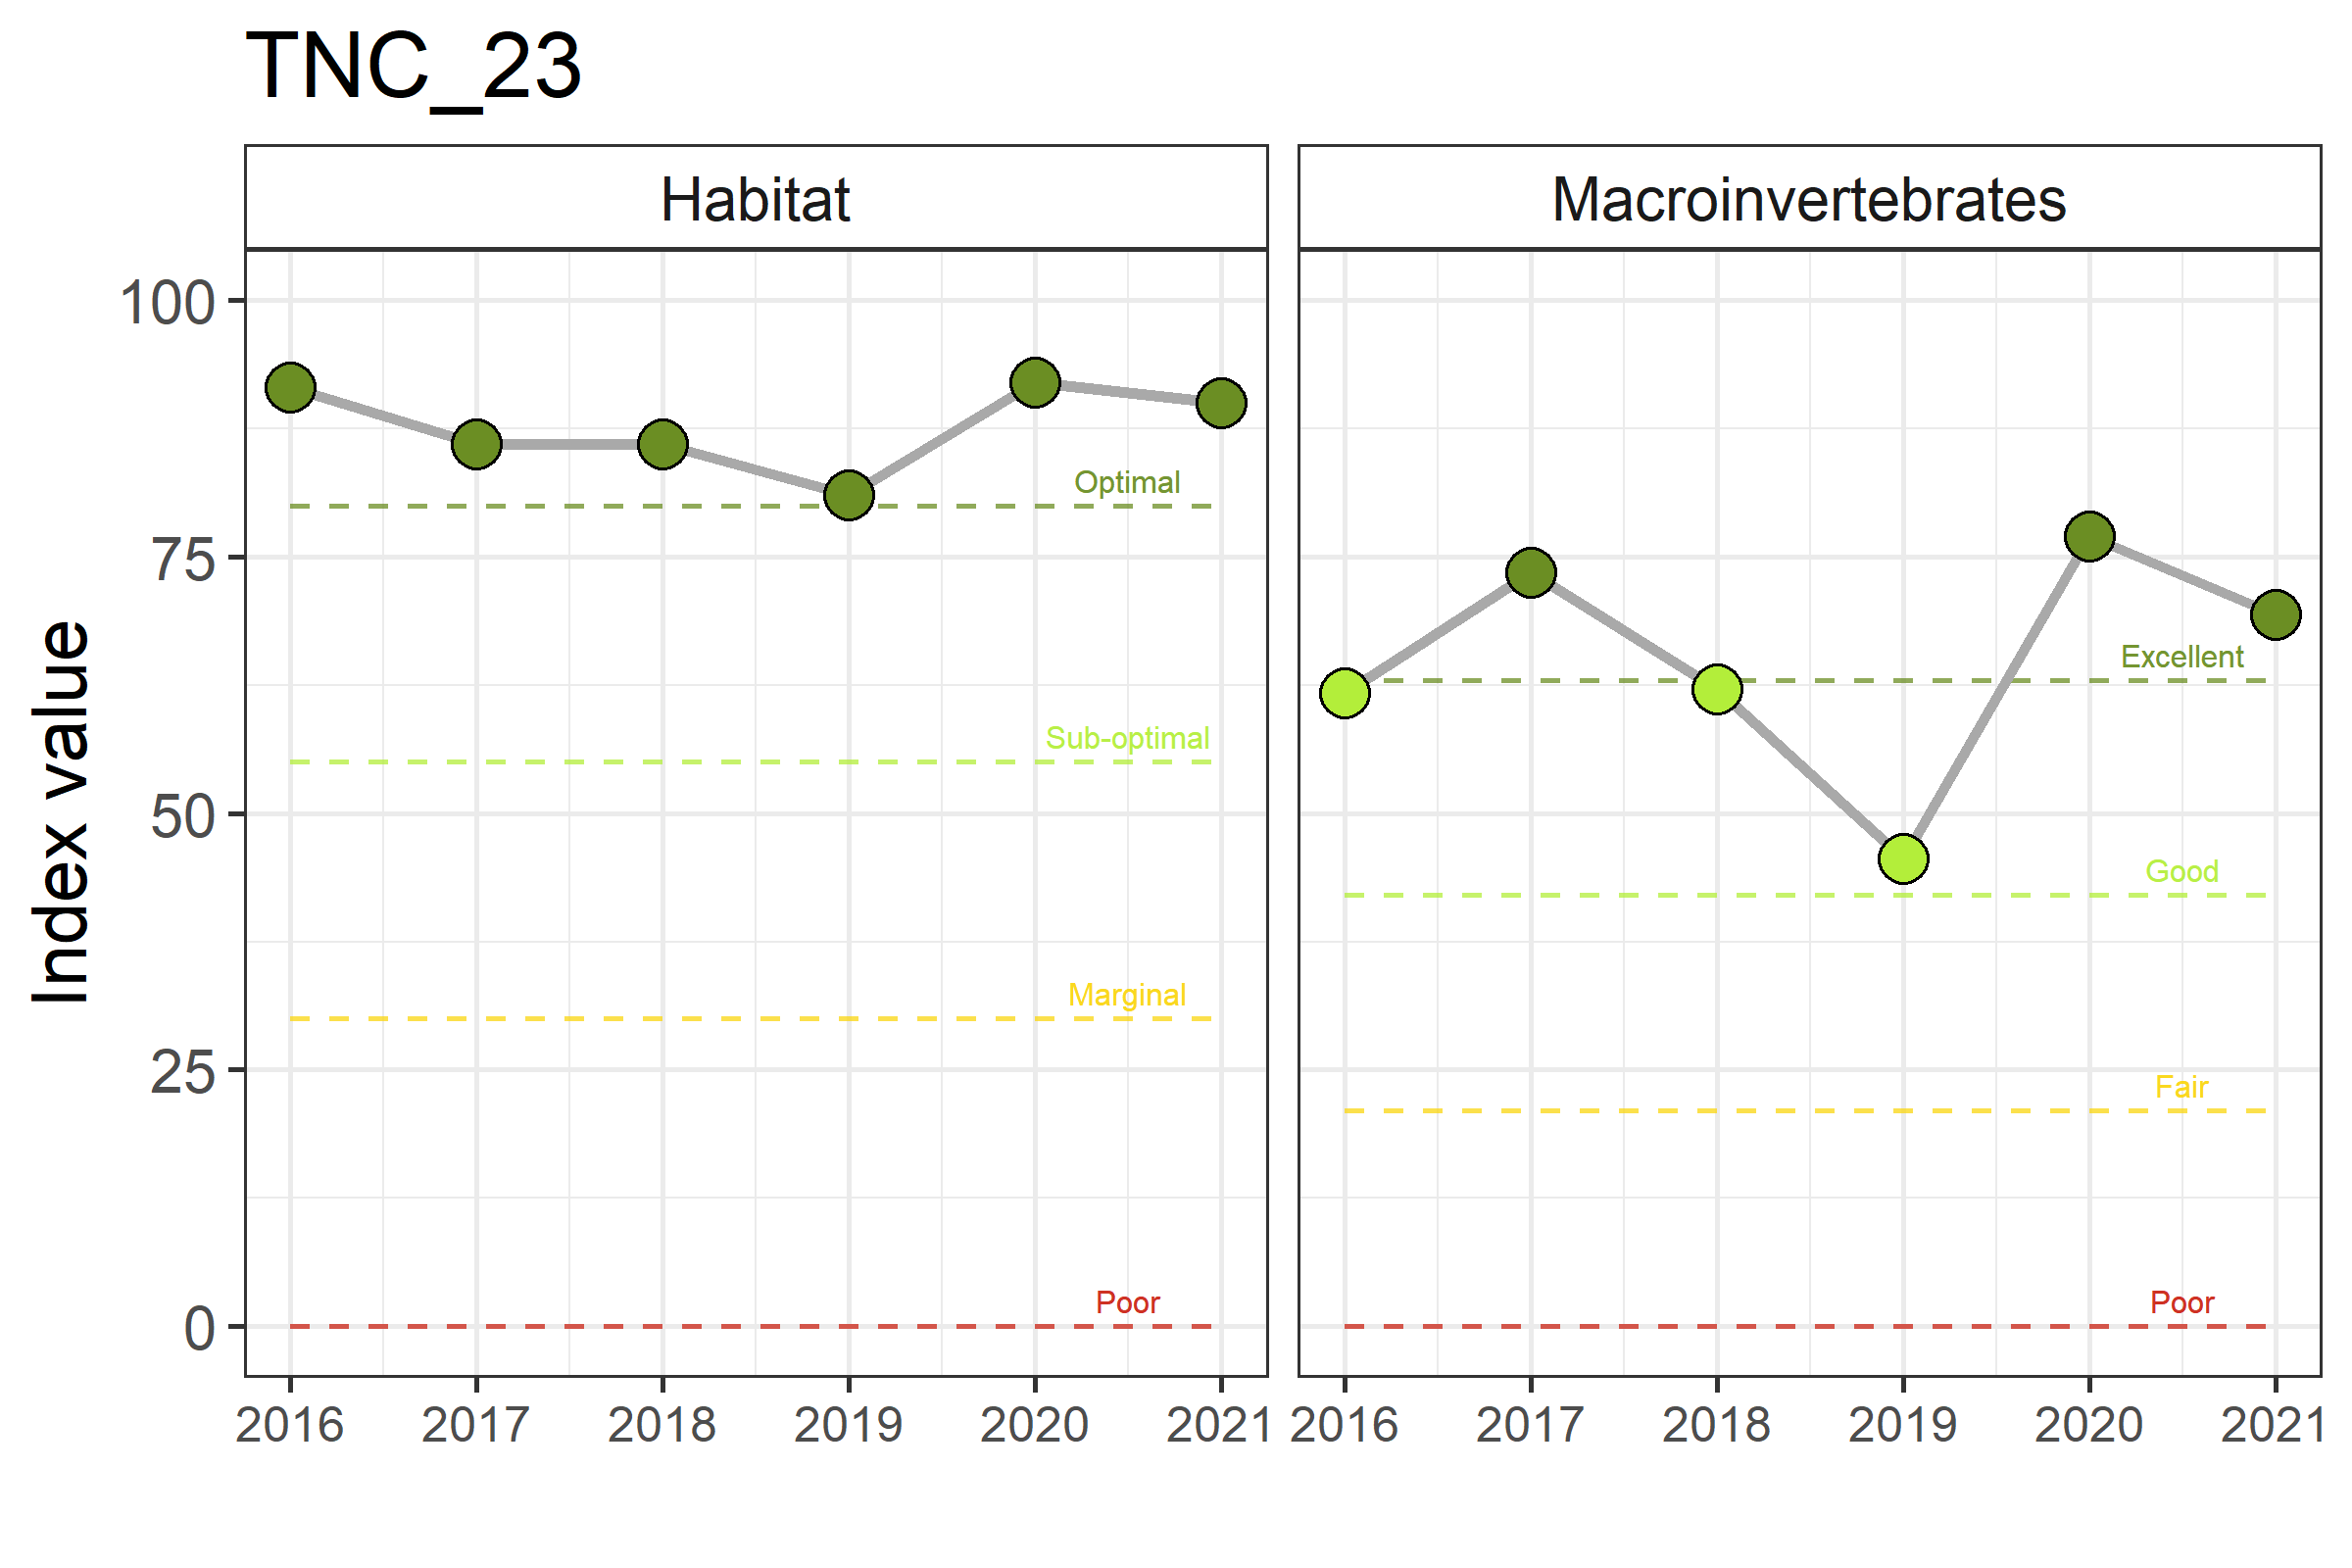 TNC_23
Habitat
Macroinvertebrates
Index value
100
75
50
25
0
Optimal
Sub-optimal
Marginal
Poor
Excellent
Good
Fair
Poor
2016 2017 2018 2019 2020 2021
2016 2017 2018 2019 2020 2021